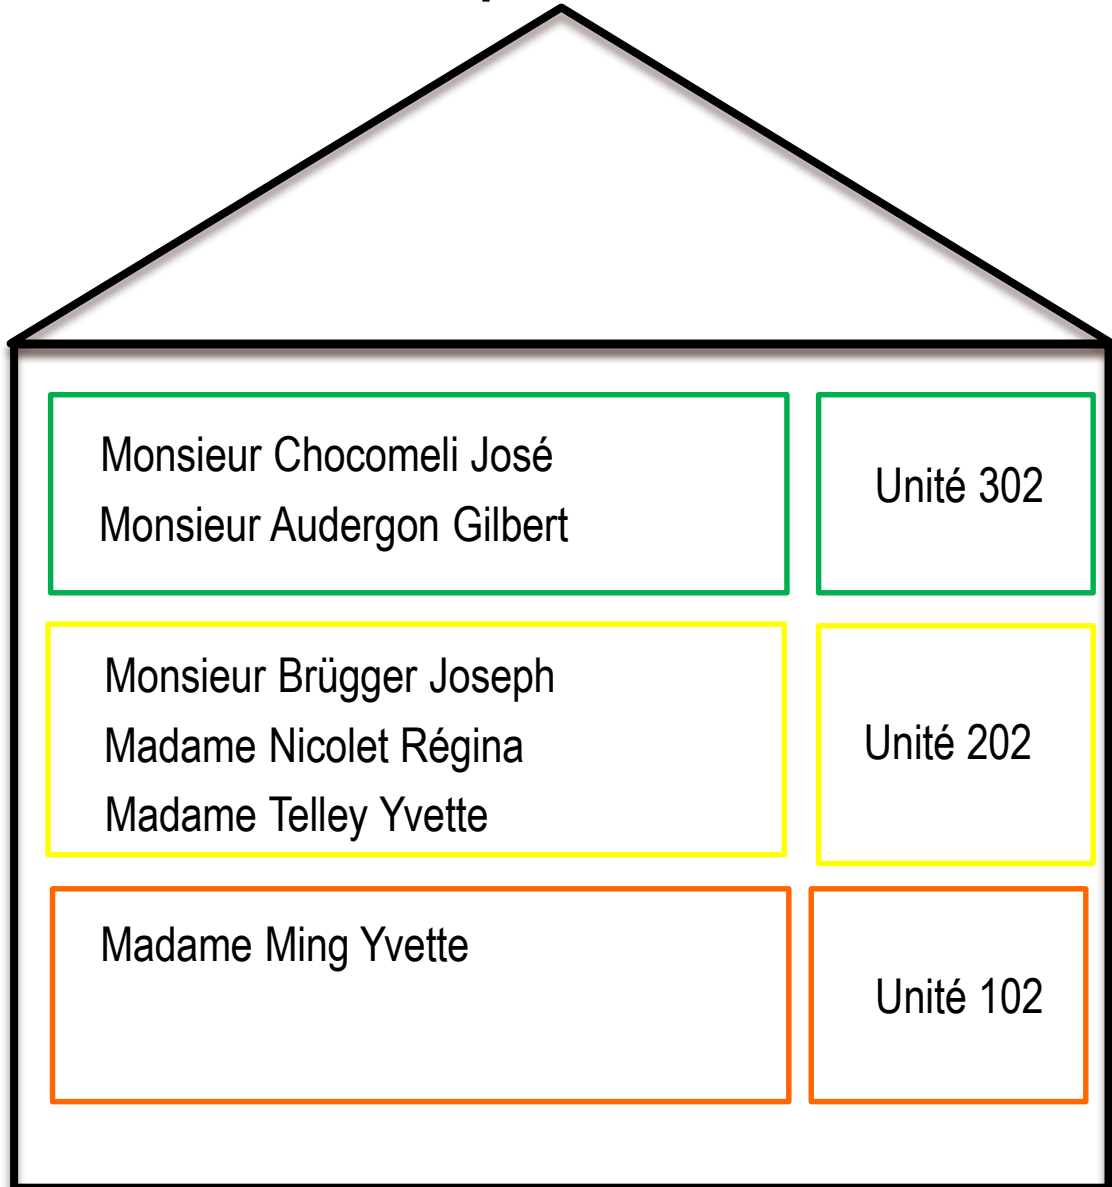 Monsieur Chocomeli José
Monsieur Audergon Gilbert
Unité 302
Monsieur Brügger Joseph
Madame Nicolet Régina
Madame Telley Yvette
Unité 202
Madame Ming Yvette
Unité 102